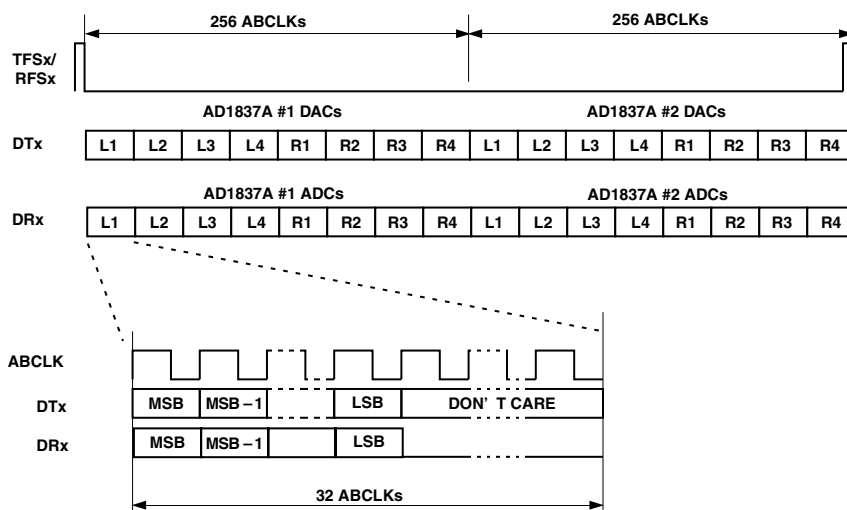 256 ABCLKs 256 ABCLKs
TFSx/
RFSx
AD1837A #1 DACs AD1837A #2 DACs
DTx L1 L2 L3 L4 R1 R2 R3 R4 L1 L2 L3 L4 R1 R2 R3 R4
AD1837A #1 ADCs AD1837A #2 ADCs
DRx L1 L2 L3 L4 R1 R2 R3 R4 L1 L2 L3 L4 R1 R2 R3 R4
ABCLK
DTx MSB MSB–1 LSB DON' T CARE
DRx MSB MSB–1 LSB
32 ABCLKs